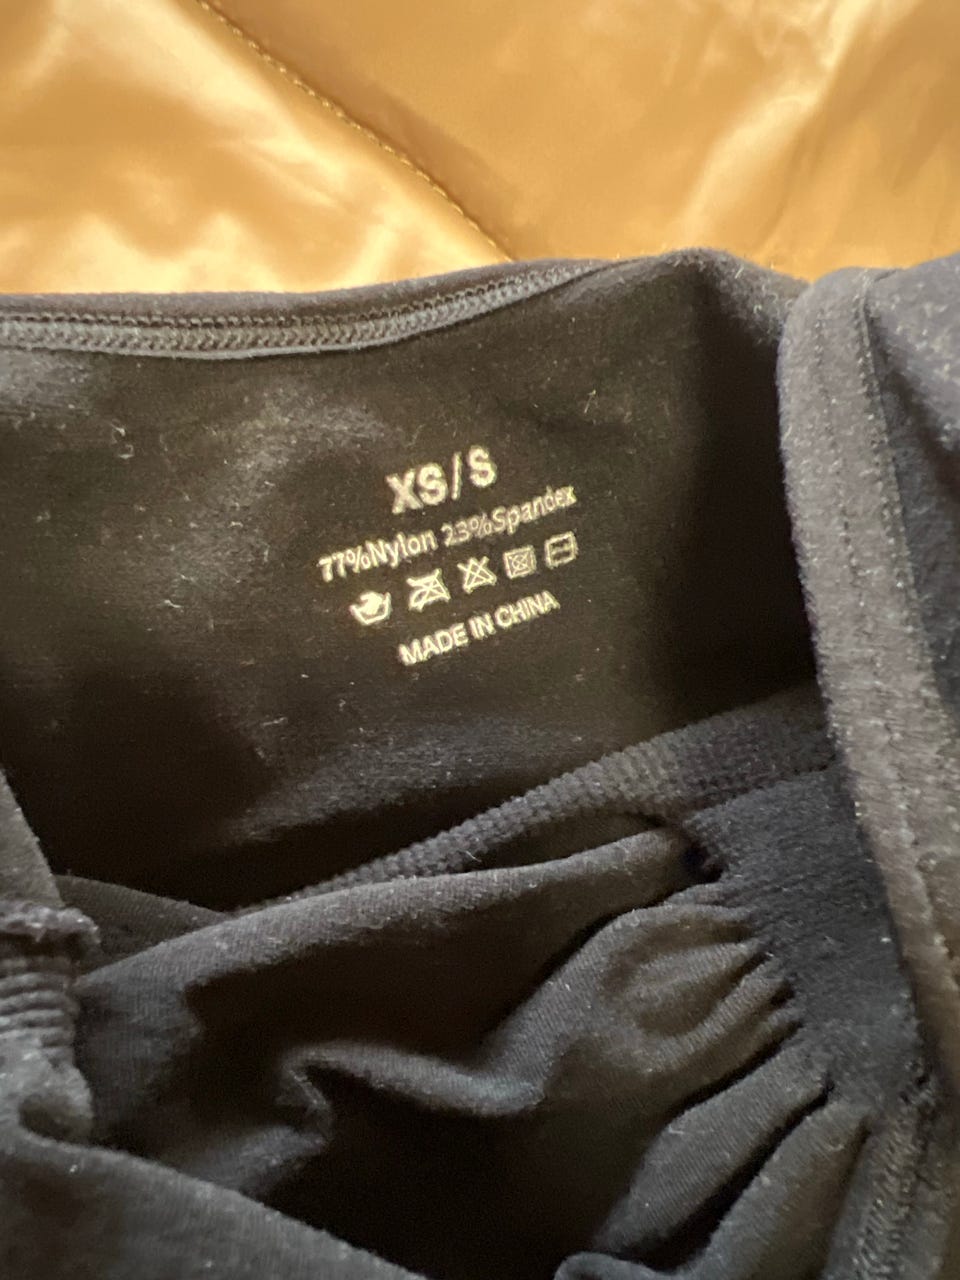 XS/S
77%Nylon 23%Spandex
MADE IN CHINA